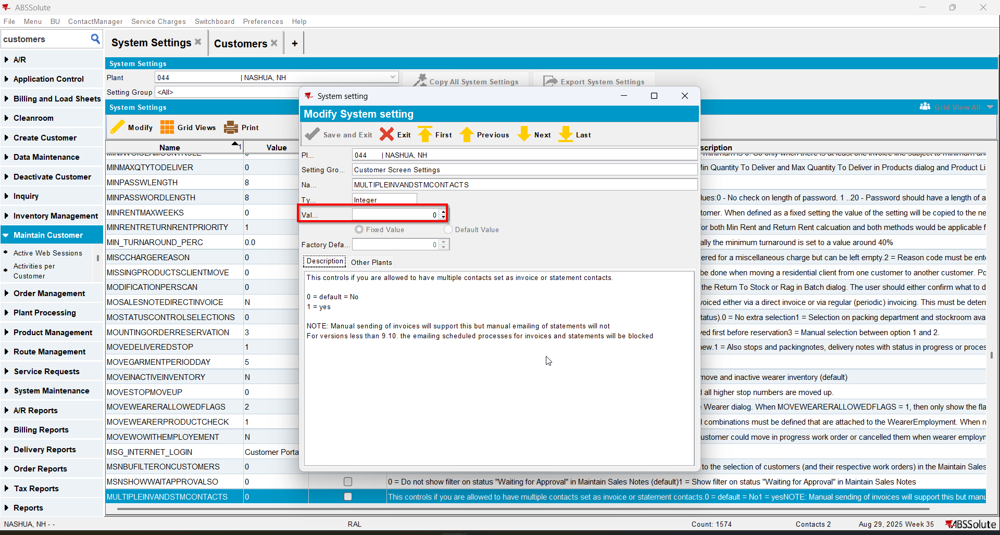 ABSSolute
File Menu BU ContactManager Service Charges Switchboard Preferences Help
customers
System Settings
Customers
+
A/R
Application Control
Billing and Load Sheets
Cleanroom
Create Customer
Data Maintenance
Deactivate Customer
Inquiry
Inventory Management
Maintain Customer
Active Web Sessions
Activities per
Customer
Order Management
Plant Processing
Product Management
Route Management
Service Requests
System Maintenance
A/R Reports
Billing Reports
Delivery Reports
Order Reports
Tax Reports
Reports
System Settings
Plant 044 | NASHUA, NH
Copy All System Settings Export System Settings
Setting Group <All>
System Settings
Grid View All
Modify Grid Views Print
Name 1 Value scription
MINMAXQTYTODELIVER 0 Min Quantity To Deliver and Max Quantity To Deliver in Products dialog and Product Li
MINPASSWLENGTH 8
MINPASSWORDLENGTH 8 lues:0 - No check on length of password. 1 ..20 - Password should have a length of a
MINRENTMAXWEEKS 0 tomer. When defined as a fixed setting the value of the setting will be copied to the ne
MINRENTRETURNRENTPRIORITY 1 or both Min Rent and Return Rent calcuation and both methods would be applicable f
MIN_TURNAROUND_PERC 0.0 ally the minimum turnaround is set to a value around 40%
MISCCHARGEREASON 0 ered for a miscellaneous charge but can be left empty.2 = Reason code must be ente
MISSINGPRODUCTSCLIENTMOVE 0 be done when moving a residential client from one customer to another customer. Po
MODIFICATIONPERSCAN 0 the Return To Stock or Rag in Batch dialog. The user should either confirm what to d
MOSALESNOTEDIRECTINVOICE N voiced either via a direct invoice or via regular (periodic) invoicing. This must be deterr
MOSTATUSCONTROLSELECTIONS 0 tatus).0 = No extra selection1 = Selection on packing department and stockroom ava
MOUNTINGORDERRESERVATION 3 ved first before reservation3 = Manual selection between option 1 and 2.
MOVEDELIVEREDSTOP 1 new.1 = Also stops and packingnotes, delivery notes with status in progress or proces
MOVEGARMENTPERIODDAY 5
MOVEINACTIVEINVENTORY N move and inactive wearer inventory (default)
MOVESTOPMOVEUP 0 all higher stop numbers are moved up.
MOVEWEARERALLOWEDFLAGS 2 Wearer dialog. When MOVEWEARERALLOWEDFLAGS = 1, then only show the fla
MOVEWEARERPRODUCTCHECK 1 combinations must be defined that are attached to the WearerEmployment. When n
MOVEWOWITHEMPLOYEMENT N ustomer could move in progress work order or cancelled them when wearer employn
MSG_INTERNET_LOGIN Customer Porta
MSNBUFILTERONCUSTOMERS 0 to the selection of customers (and their respective work orders) in the Maintain Sales
MSNSHOWWAITAPPROVALSO 0 0 = Do not show filter on status "Waiting for Approval" in Maintain Sales Notes (default)1 = Show filter on status "Waiting for Approval" in Maintain Sales Notes
MULTIPLEINVANDSTMCONTACTS 0 This controls if you are allowed to have multiple contacts set as invoice or statement contacts.0 = default = No1 = yesNOTE: Manual sending of invoices will support this but manu
System setting
Modify System setting
Save and Exit Exit First Previous Next Last
Pl... 044 | NASHUA, NH
Setting Gro... Customer Screen Settings
Na... MULTIPLEINVANDSTMCONTACTS
Ty... Integer
Val... 0
Fixed Value Default Value
Factory Defa... 0
Description Other Plants
This controls if you are allowed to have multiple contacts set as invoice or statement contacts.
0 = default = No
1 = yes
NOTE: Manual sending of invoices will support this but manual emailing of statements will not
For versions less than 9.10. the emailing scheduled processes for invoices and statements will be blocked
NASHUA, NH - - RAL Count: 1574 Contacts 2 Aug 29, 2025 Week 35 ABSSolute